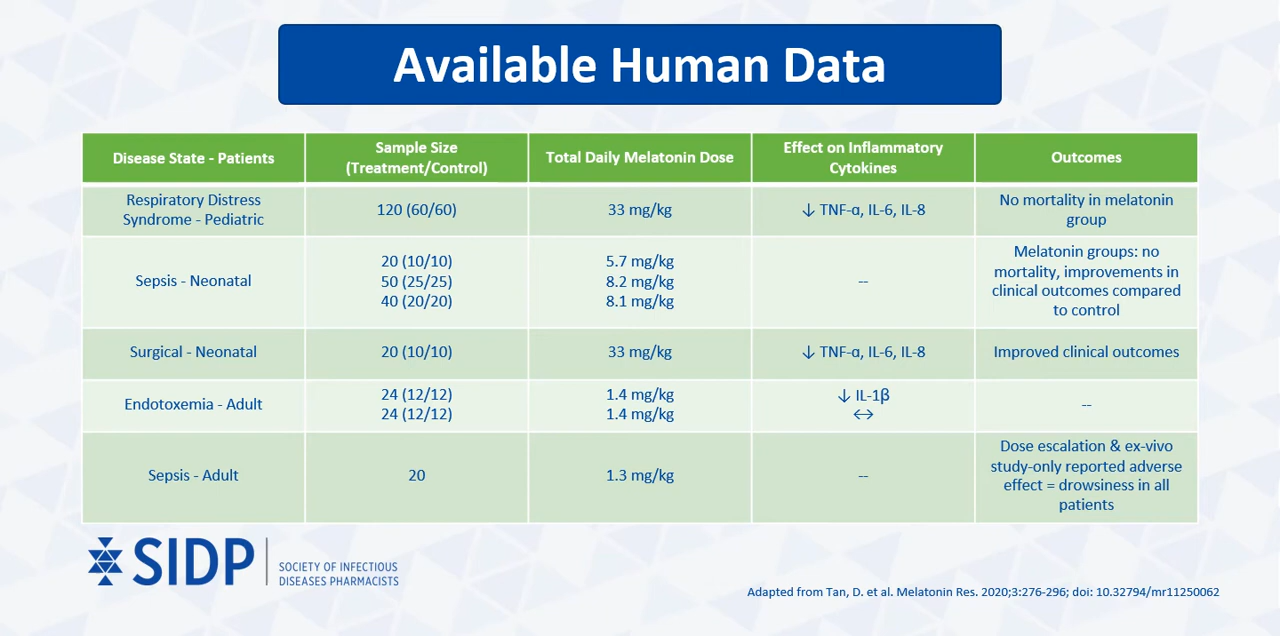 Available Human Data
Disease State - Patients
Sample Size
(Treatment/Control)
Total Daily Melatonin Dose
Effect on Inflammatory
Cytokines
Outcomes
Respiratory Distress
Syndrome - Pediatric
120 (60/60)
33 mg/kg
↓ TNF-α, IL-6, IL-8
No mortality in melatonin
group
Sepsis - Neonatal
20 (10/10)
50 (25/25)
40 (20/20)
5.7 mg/kg
8.2 mg/kg
8.1 mg/kg
--
Melatonin groups: no
mortality, improvements in
clinical outcomes compared
to control
Surgical - Neonatal
20 (10/10)
33 mg/kg
↓ TNF-α, IL-6, IL-8
Improved clinical outcomes
Endotoxemia - Adult
24 (12/12)
24 (12/12)
1.4 mg/kg
1.4 mg/kg
↓ IL-1β
↔
--
Sepsis - Adult
20
1.3 mg/kg
--
Dose escalation & ex-vivo
study-only reported adverse
effect = drowsiness in all
patients
SIDP
SOCIETY OF INFECTIOUS
DISEASES PHARMACISTS
Adapted from Tan, D. et al. Melatonin Res. 2020;3:276-296; doi: 10.32794/mr11250062